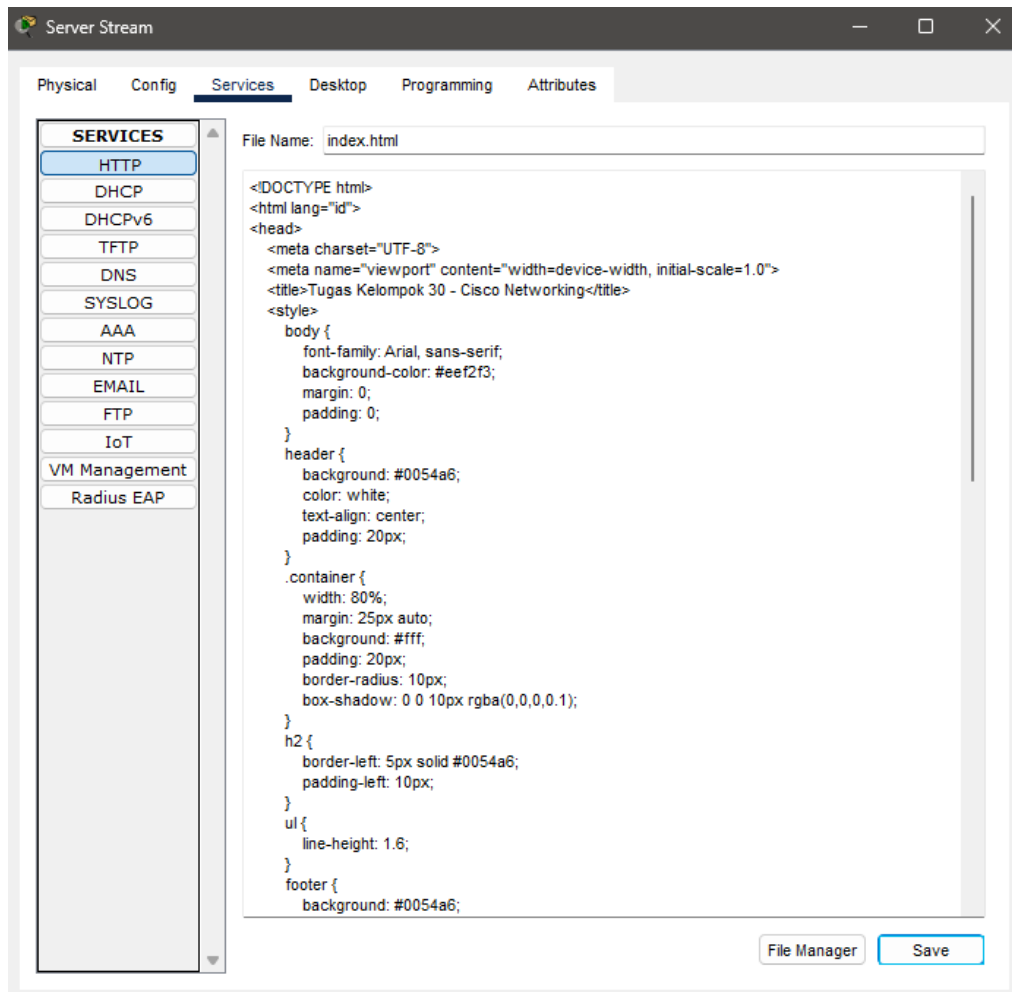 Server Stream
Physical Config Services Desktop Programming Attributes
SERVICES
HTTP
DHCP
DHCPv6
TFTP
DNS
SYSLOG
AAA
NTP
EMAIL
FTP
IoT
VM Management
Radius EAP
File Name: index.html
<!DOCTYPE html>
<html lang="id">
<head>
    <meta charset="UTF-8">
    <meta name="viewport" content="width=device-width, initial-scale=1.0">
    <title>Tugas Kelompok 30 - Cisco Networking</title>
    <style>
        body {
            font-family: Arial, sans-serif;
            background-color: #eef2f3;
            margin: 0;
            padding: 0;
        }
        header {
            background: #0054a6;
            color: white;
            text-align: center;
            padding: 20px;
        }
        .container {
            width: 80%;
            margin: 25px auto;
            background: #fff;
            padding: 20px;
            border-radius: 10px;
            box-shadow: 0 0 10px rgba(0,0,0,0.1);
        }
        h2 {
            border-left: 5px solid #0054a6;
            padding-left: 10px;
        }
        ul {
            line-height: 1.6;
        }
        footer {
            background: #0054a6;
File Manager Save